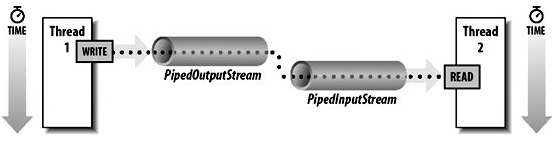 TIME
Thread
1
WRITE
PipedOutputStream
PipedInputStream
Thread
2
READ
TIME